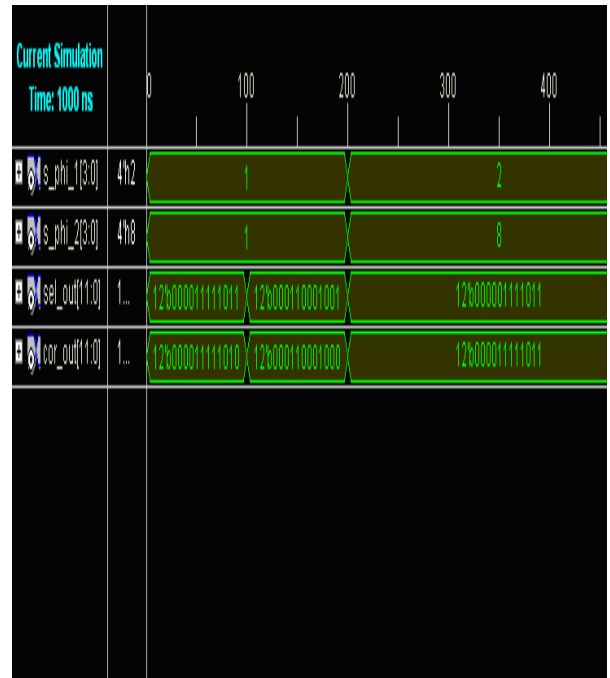 Current Simulation
Time: 1000 ns
0 100 200 300 400
s_phi_1[3:0] 4'h2 1 2
s_phi_2[3:0] 4'h8 1 8
sel_out[11:0] 1... 12'b000011111011 12'b000110001001 12'b000001111011
cor_out[11:0] 1... 12'b000011111010 12'b000110001000 12'b000011111011